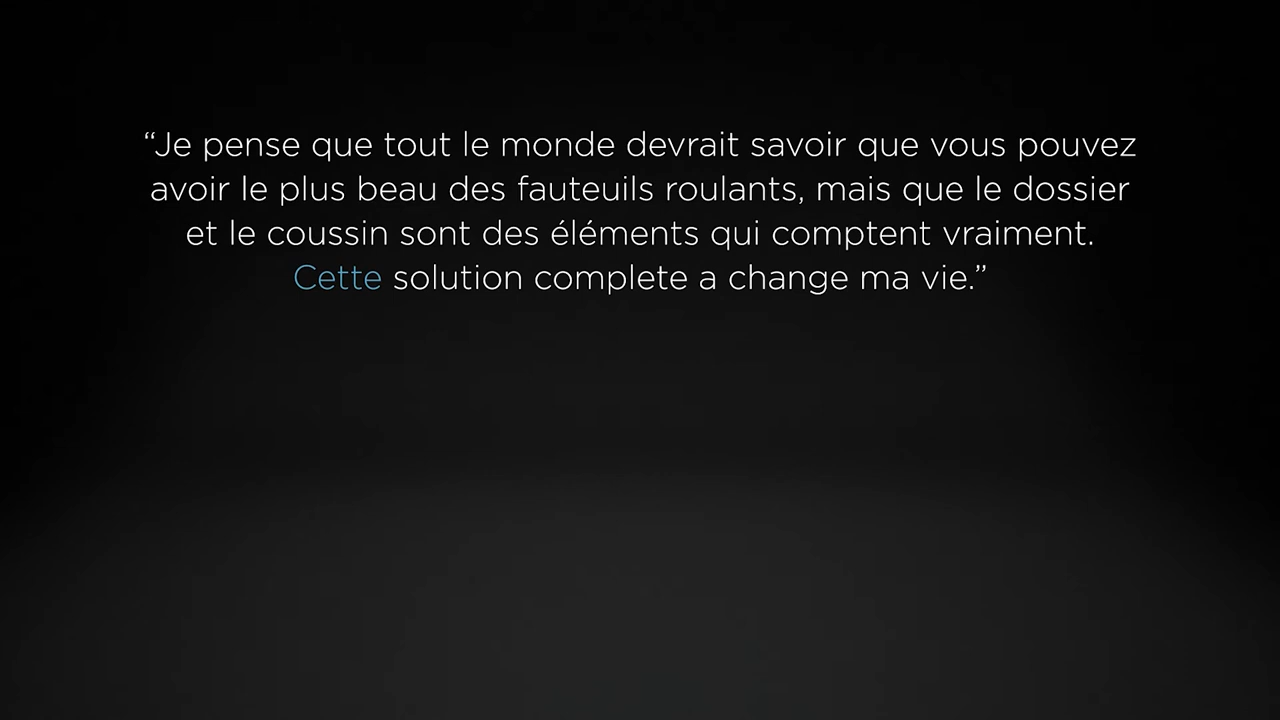 “Je pense que tout le monde devrait savoir que vous pouvez
avoir le plus beau des fauteuils roulants, mais que le dossier
et le coussin sont des éléments qui comptent vraiment.
Cette solution complete a change ma vie.”